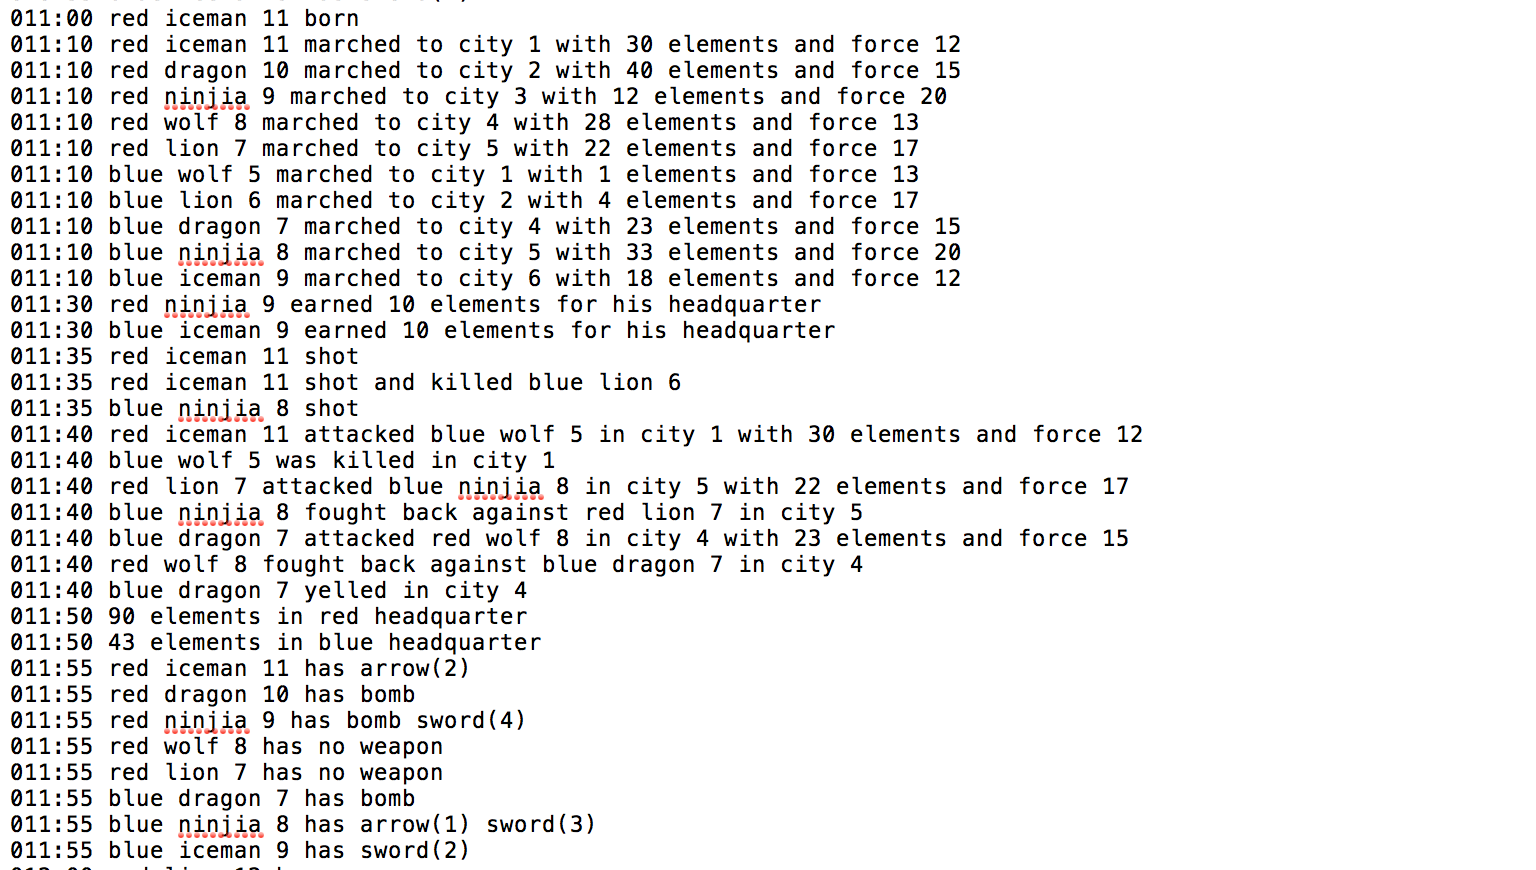 011:00 red iceman 11 born
011:10 red iceman 11 marched to city 1 with 30 elements and force 12
011:10 red dragon 10 marched to city 2 with 40 elements and force 15
011:10 red ninjia 9 marched to city 3 with 12 elements and force 20
011:10 red wolf 8 marched to city 4 with 28 elements and force 13
011:10 red lion 7 marched to city 5 with 22 elements and force 17
011:10 blue wolf 5 marched to city 1 with 1 elements and force 13
011:10 blue lion 6 marched to city 2 with 4 elements and force 17
011:10 blue dragon 7 marched to city 4 with 23 elements and force 15
011:10 blue ninjia 8 marched to city 5 with 33 elements and force 20
011:10 blue iceman 9 marched to city 6 with 18 elements and force 12
011:30 red ninjia 9 earned 10 elements for his headquarter
011:30 blue iceman 9 earned 10 elements for his headquarter
011:35 red iceman 11 shot
011:35 red iceman 11 shot and killed blue lion 6
011:35 blue ninjia 8 shot
011:40 red iceman 11 attacked blue wolf 5 in city 1 with 30 elements and force 12
011:40 blue wolf 5 was killed in city 1
011:40 red lion 7 attacked blue ninjia 8 in city 5 with 22 elements and force 17
011:40 blue ninjia 8 fought back against red lion 7 in city 5
011:40 blue dragon 7 attacked red wolf 8 in city 4 with 23 elements and force 15
011:40 red wolf 8 fought back against blue dragon 7 in city 4
011:40 blue dragon 7 yelled in city 4
011:50 90 elements in red headquarter
011:50 43 elements in blue headquarter
011:55 red iceman 11 has arrow(2)
011:55 red dragon 10 has bomb
011:55 red ninjia 9 has bomb sword(4)
011:55 red wolf 8 has no weapon
011:55 red lion 7 has no weapon
011:55 blue dragon 7 has bomb
011:55 blue ninjia 8 has arrow(1) sword(3)
011:55 blue iceman 9 has sword(2)